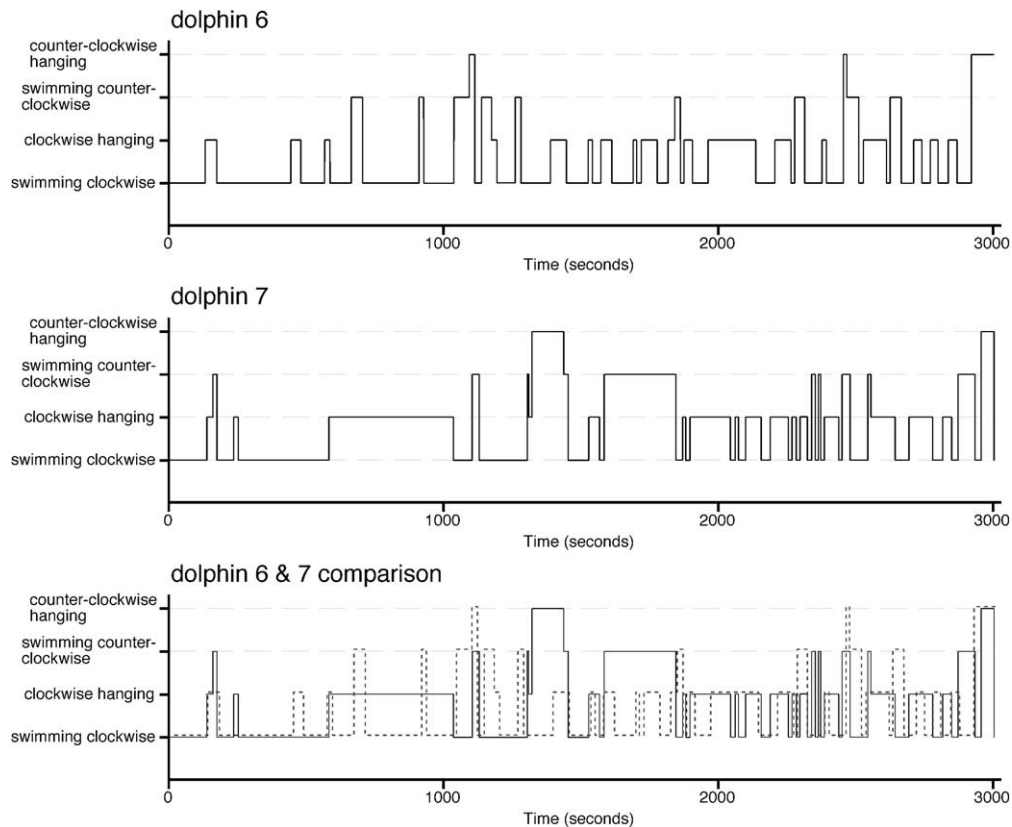 dolphin 6
counter-clockwise
hanging
swimming counter-
clockwise
clockwise hanging
swimming clockwise
0 1000 2000 3000
Time (seconds)
dolphin 7
counter-clockwise
hanging
swimming counter-
clockwise
clockwise hanging
swimming clockwise
0 1000 2000 3000
Time (seconds)
dolphin 6 & 7 comparison
counter-clockwise
hanging
swimming counter-
clockwise
clockwise hanging
swimming clockwise
0 1000 2000 3000
Time (seconds)